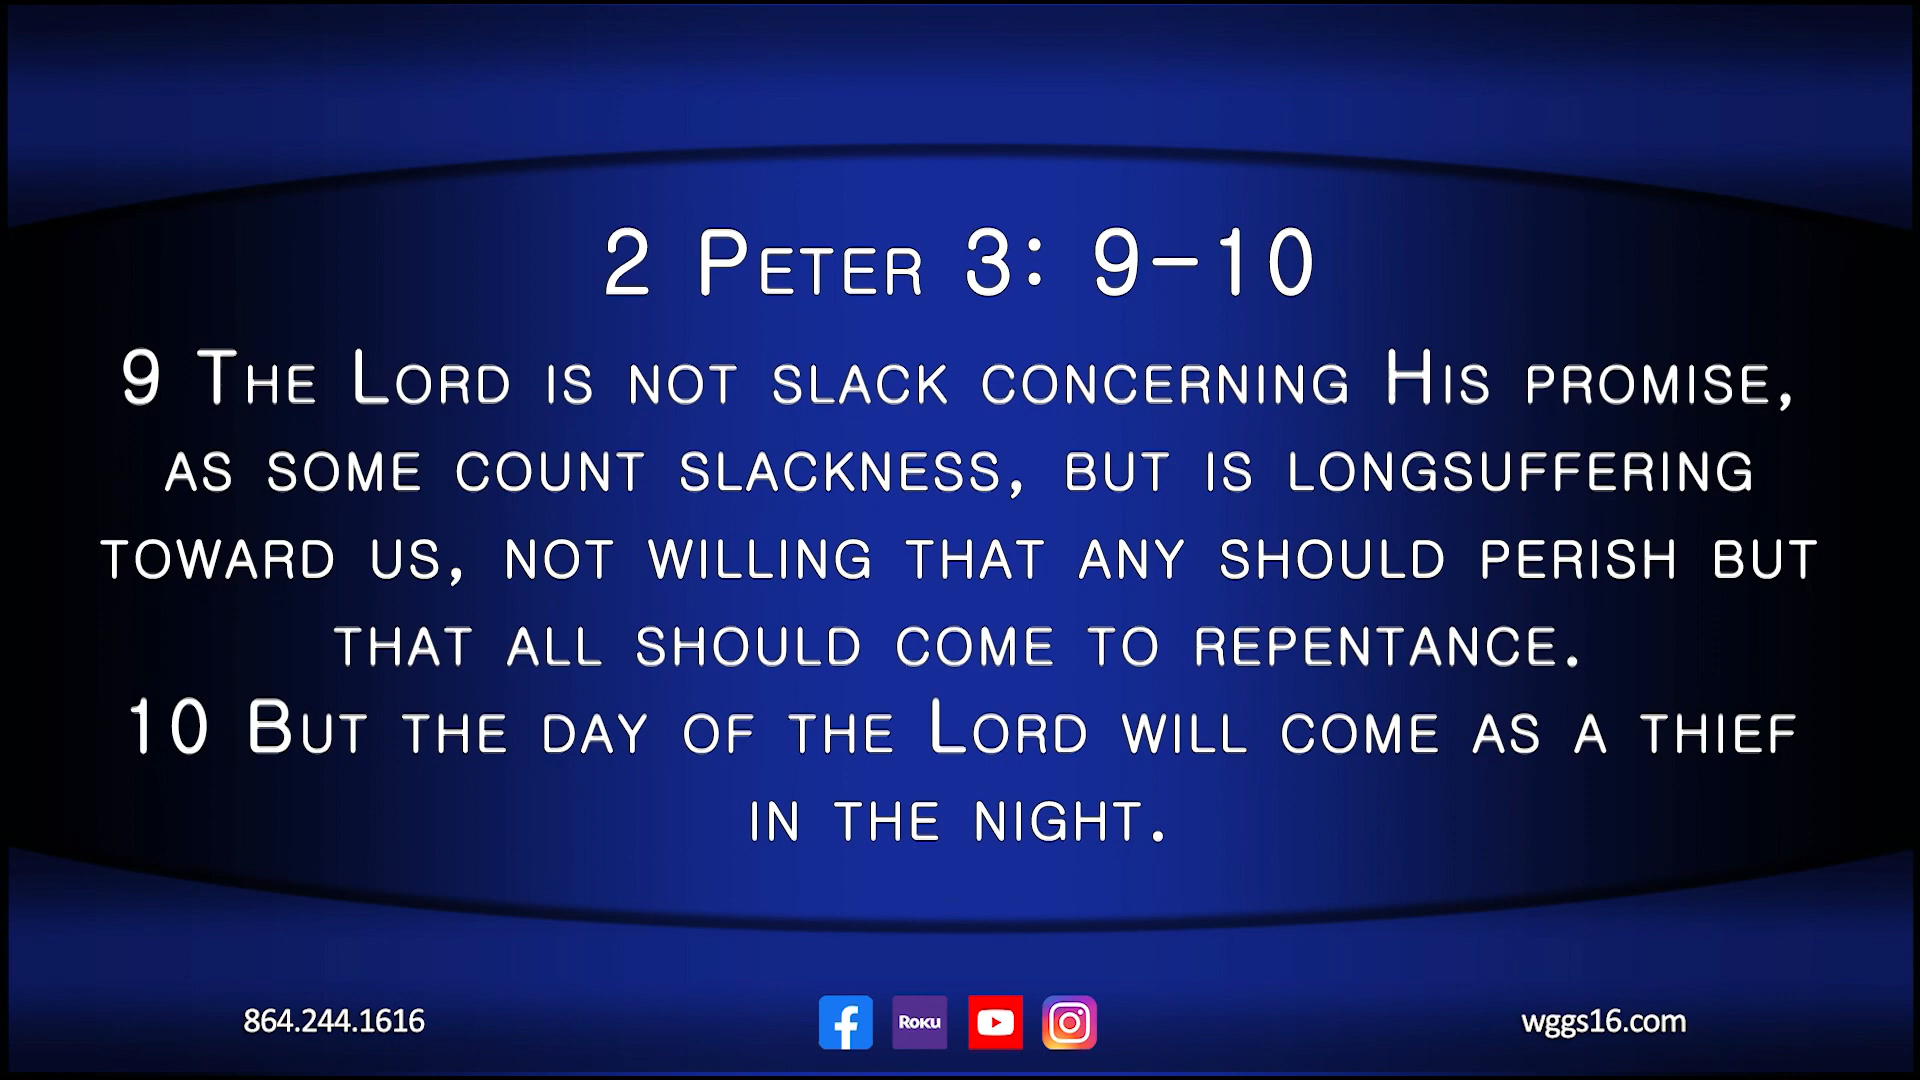 2 Peter 3: 9-10
9 The Lord is not slack concerning His promise,
as some count slackness, but is longsuffering
toward us, not willing that any should perish but
that all should come to repentance.
10 But the day of the Lord will come as a thief
in the night.
864.244.1616
Roku
wggs16.com